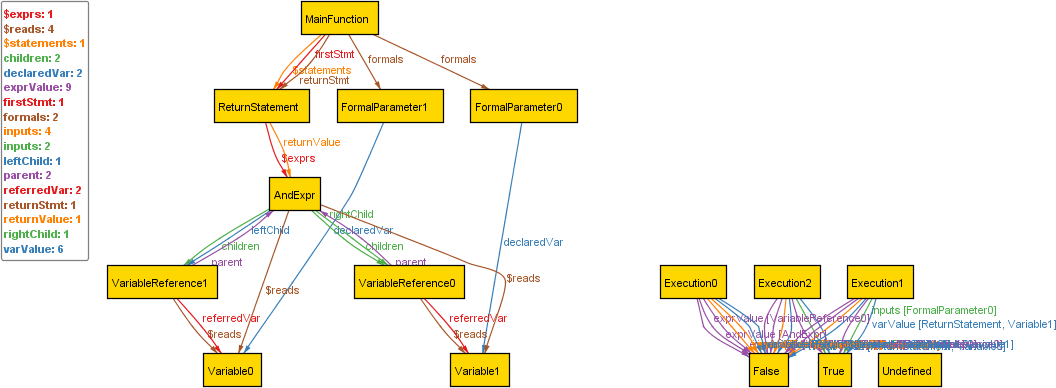 $exprs: 1
$reads: 4
$statements: 1
children: 2
declaredVar: 2
exprValue: 9
firstStmt: 1
formals: 2
inputs: 4
inputs: 2
leftChild: 1
parent: 2
referredVar: 2
returnStmt: 1
returnValue: 1
rightChild: 1
varValue: 6
MainFunction
firstStmt
formals
formals
$statements
returnStmt
ReturnStatement
FormalParameter1
FormalParameter0
returnValue
$exprs
AndExpr
rightChild
leftChild
declaredVar
children
children
declaredVar
parent
parent
VariableReference1
VariableReference0
$reads
$reads
Execution0
Execution2
Execution1
referredVar
referredVar
$reads
$reads
exprValue [VariableReference0]
inputs [FormalParameter0]
varValue [ReturnStatement, Variable1]
exprValue [AndExpr]
Variable0
Variable1
False
True
Undefined